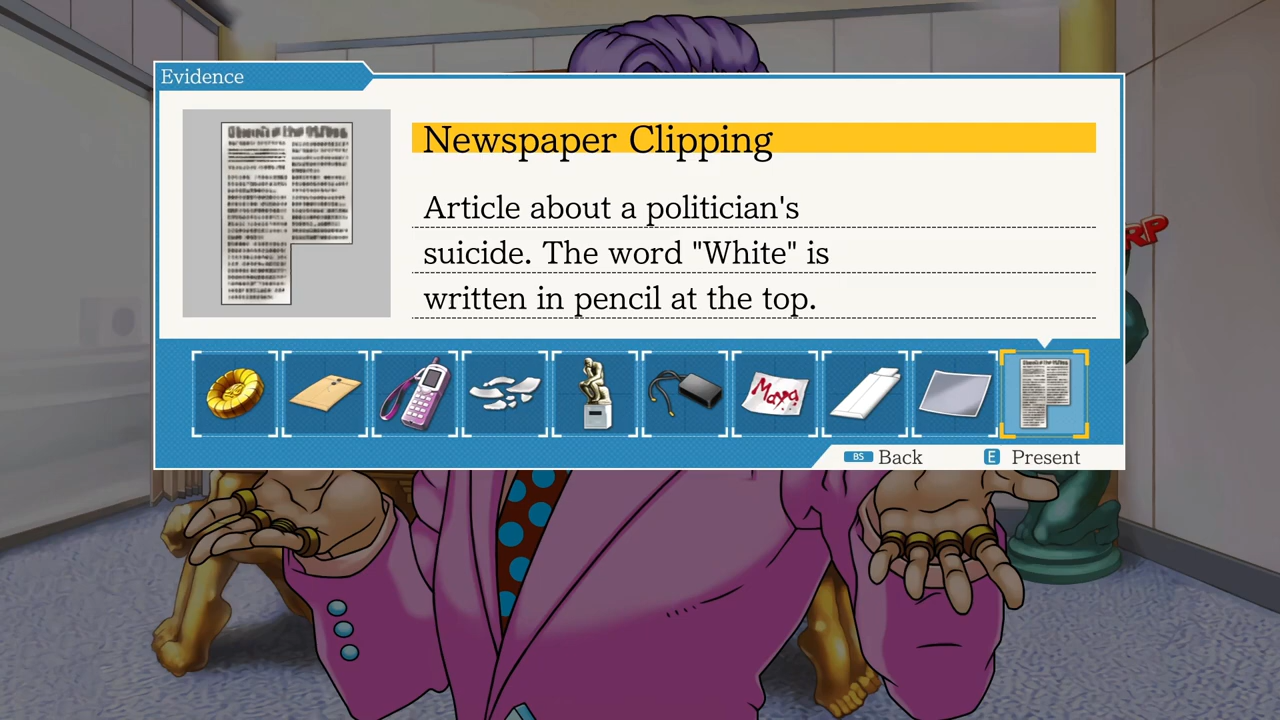 Evidence
Newspaper Clipping
Article about a politician's
suicide. The word "White" is
written in pencil at the top.
Maya
BS Back
E Present
RP